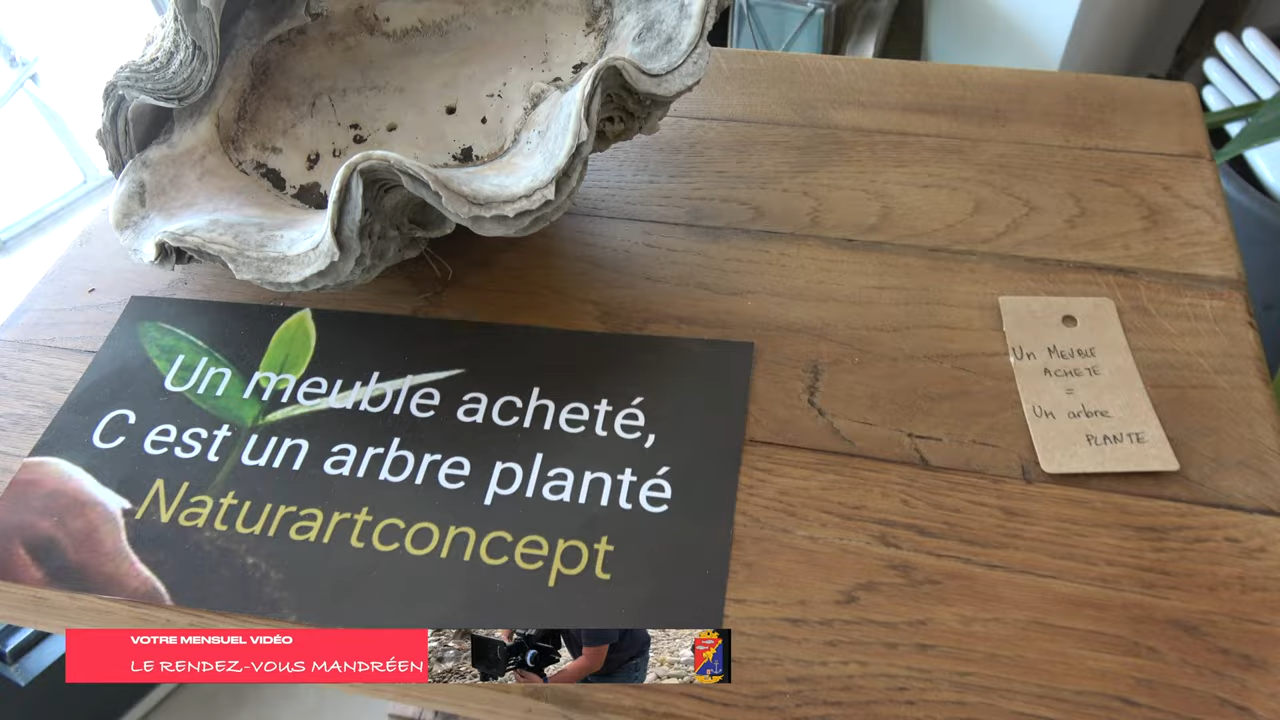 Un meuble acheté,
C est un arbre planté
Naturartconcept
Un MEUBLE
ACHETE
=
Un arbre
PLANTE
VOTRE MENSUEL VIDÉO
LE RENDEZ-VOUS MANDRÉEN